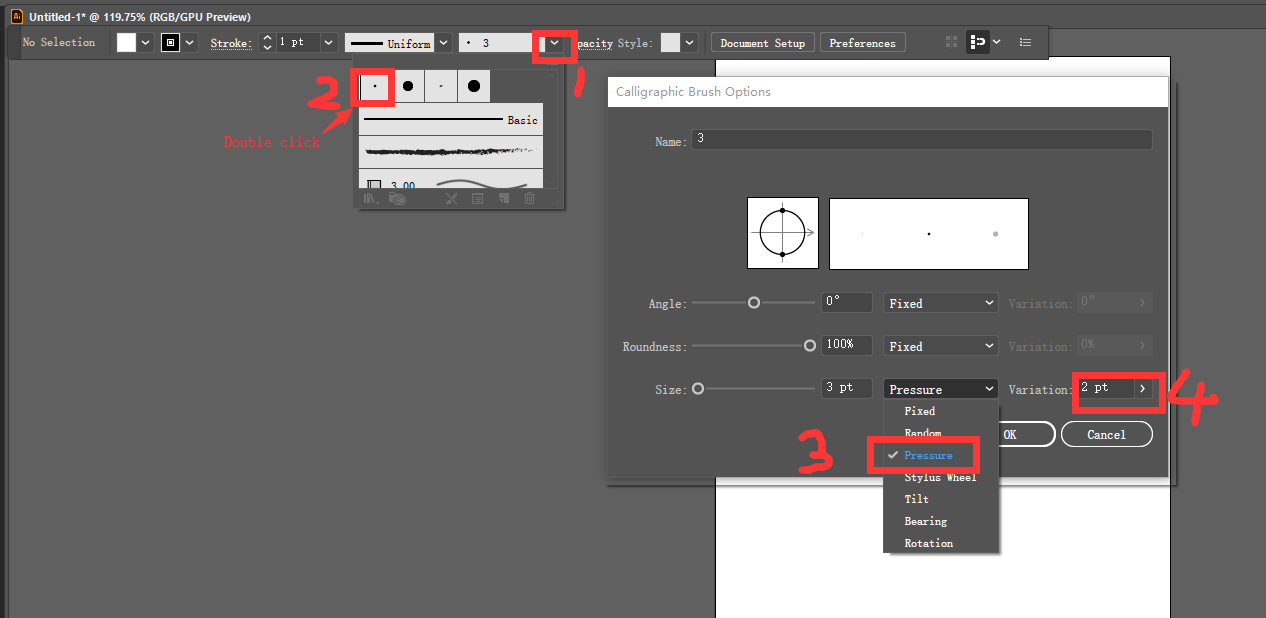 Ai Untitled-1* @ 119.75% (RGB/GPU Preview)
No Selection Stroke: 1 pt Uniform 3 pacity Style: Document Setup Preferences
1
2
Double click
Basic
3.00
Calligraphic Brush Options
Name: 3
Angle: 0° Fixed Variation: 0°
Roundness: 100% Fixed Variation: 0%
Size: 3 pt Pressure Variation: 2 pt
4
Fixed
Random
OK Cancel
3
Pressure
Stylus Wheel
Tilt
Bearing
Rotation